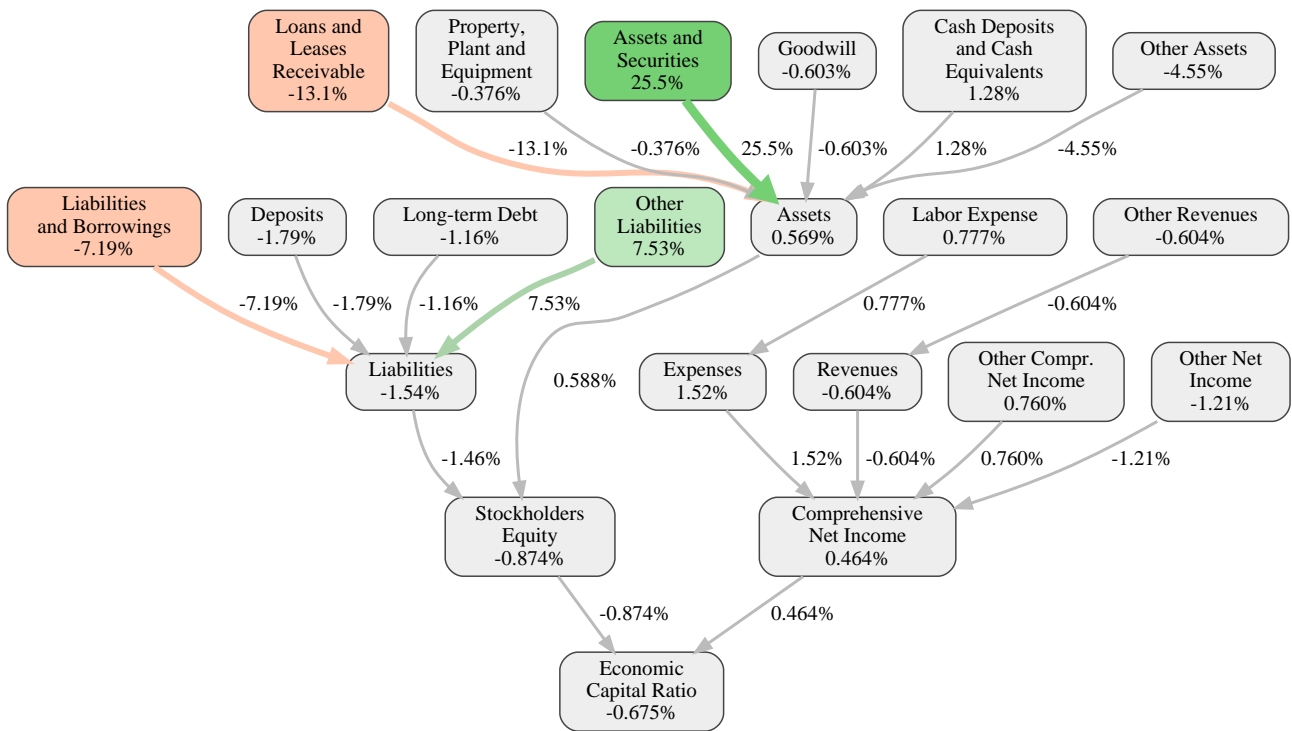 Loans and
Leases
Receivable
-13.1%
Property,
Plant and
Equipment
-0.376%
Assets and
Securities
25.5%
Goodwill
-0.603%
Cash Deposits
and Cash
Equivalents
1.28%
Other Assets
-4.55%
-13.1%
-0.376%
25.5%
-0.603%
1.28%
-4.55%
Liabilities
and Borrowings
-7.19%
Deposits
-1.79%
Long-term Debt
-1.16%
Other
Liabilities
7.53%
Assets
0.569%
Labor Expense
0.777%
Other Revenues
-0.604%
-7.19%
-1.79%
-1.16%
7.53%
0.777%
-0.604%
Liabilities
-1.54%
0.588%
Expenses
1.52%
Revenues
-0.604%
Other Compr.
Net Income
0.760%
Other Net
Income
-1.21%
-1.46%
1.52%
-0.604%
0.760%
-1.21%
Stockholders
Equity
-0.874%
Comprehensive
Net Income
0.464%
-0.874%
0.464%
Economic
Capital Ratio
-0.675%